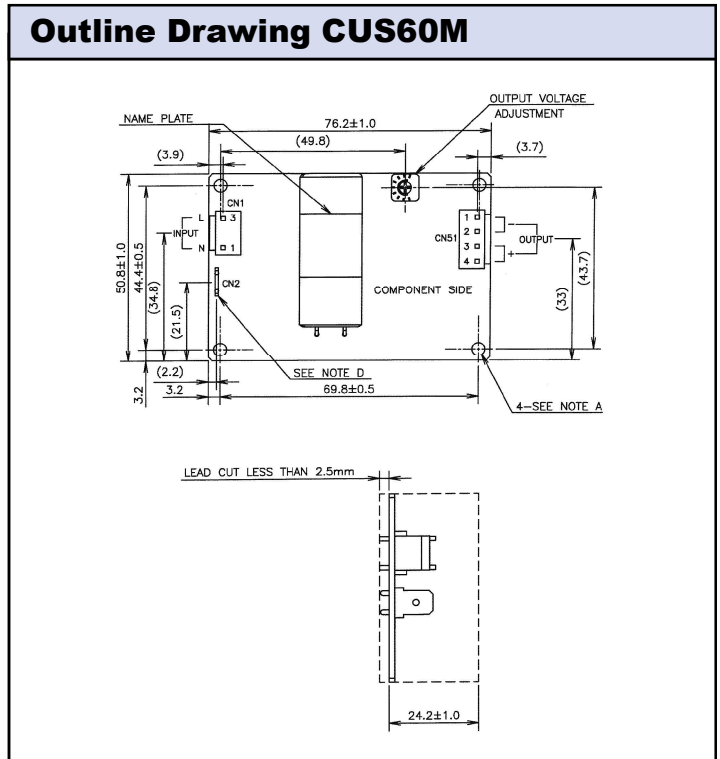 Outline Drawing CUS60M
OUTPUT VOLTAGE
ADJUSTMENT
NAME PLATE
76.2±1.0
(49.8)
(3.7)
(3.9)
CN1
L
3
INPUT
N
1
CN2
1
2
3
4
CN51
-
+
OUTPUT
COMPONENT SIDE
50.8±1.0
44.4±0.5
(34.8)
(21.5)
(33)
(43.7)
(2.2)
3.2
3.2
SEE NOTE D
69.8±0.5
4-SEE NOTE A
LEAD CUT LESS THAN 2.5mm
24.2±1.0